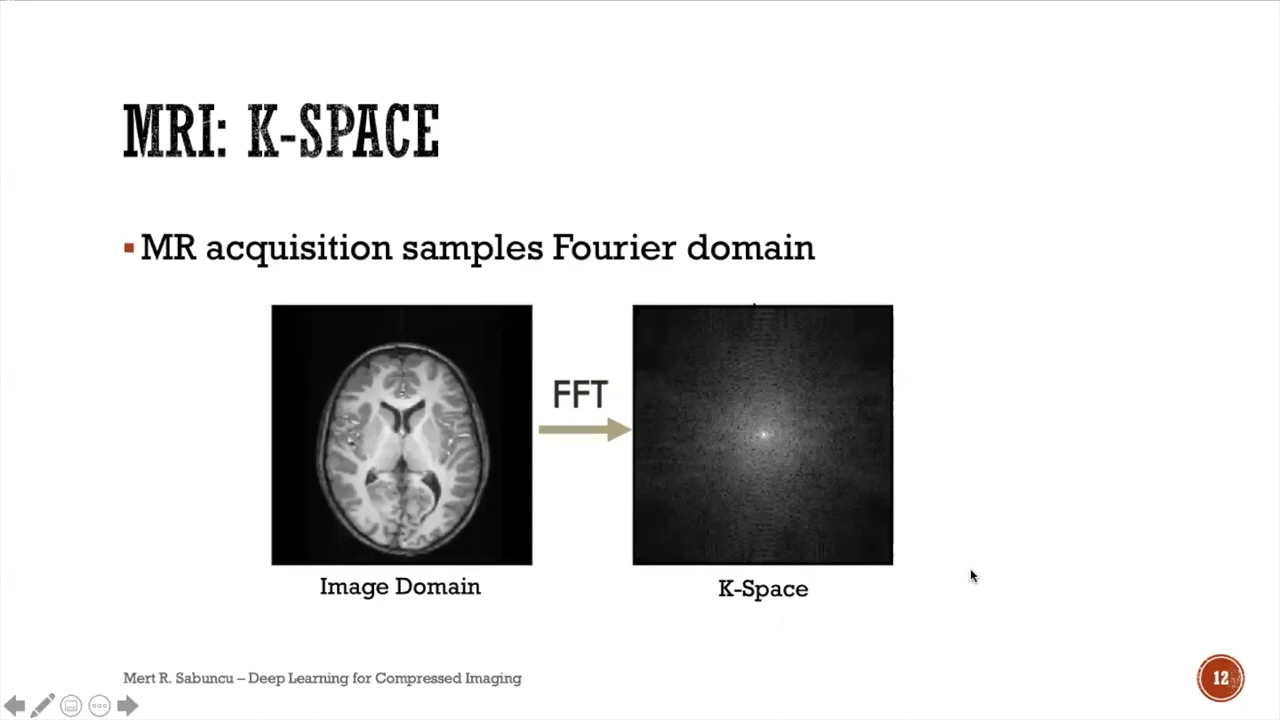 MRI: K-SPACE
▪ MR acquisition samples Fourier domain
FFT
Image Domain
K-Space
Mert R. Sabuncu – Deep Learning for Compressed Imaging
12